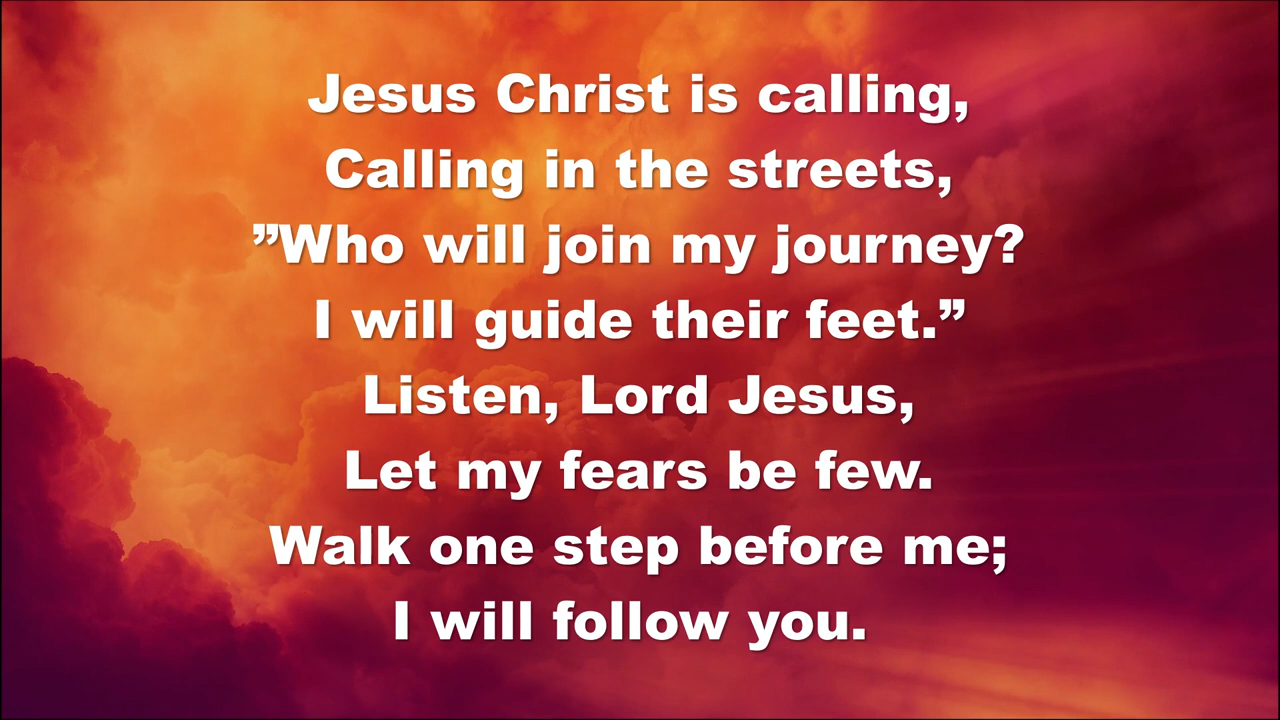 Jesus Christ is calling,
Calling in the streets,
”Who will join my journey?
I will guide their feet.”
Listen, Lord Jesus,
Let my fears be few.
Walk one step before me;
I will follow you.